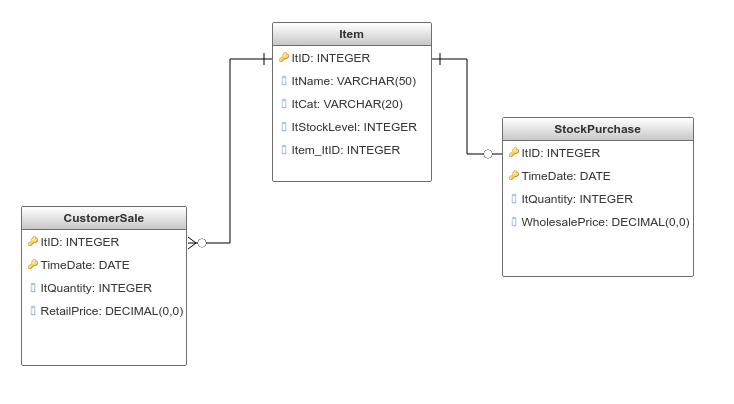 Item
ItID: INTEGER
ItName: VARCHAR(50)
ItCat: VARCHAR(20)
ItStockLevel: INTEGER
Item_ItID: INTEGER
StockPurchase
ItID: INTEGER
TimeDate: DATE
ItQuantity: INTEGER
WholesalePrice: DECIMAL(0,0)
CustomerSale
ItID: INTEGER
TimeDate: DATE
ItQuantity: INTEGER
RetailPrice: DECIMAL(0,0)